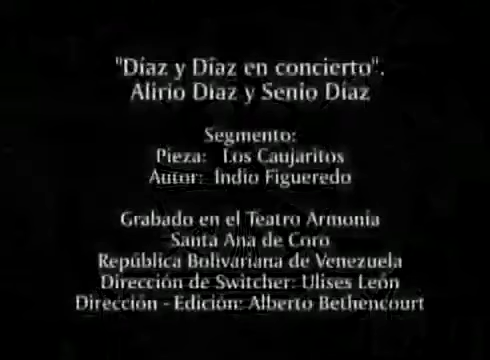 "Díaz y Díaz en concierto".
Alirio Díaz y Senio Díaz
Segmento:
Pieza: Los Caujaritos
Autor: Indio Figueredo
Grabado en el Teatro Armonía
Santa Ana de Coro
República Bolivariana de Venezuela
Dirección de Switcher: Ulises León
Dirección - Edición: Alberto Bethencourt